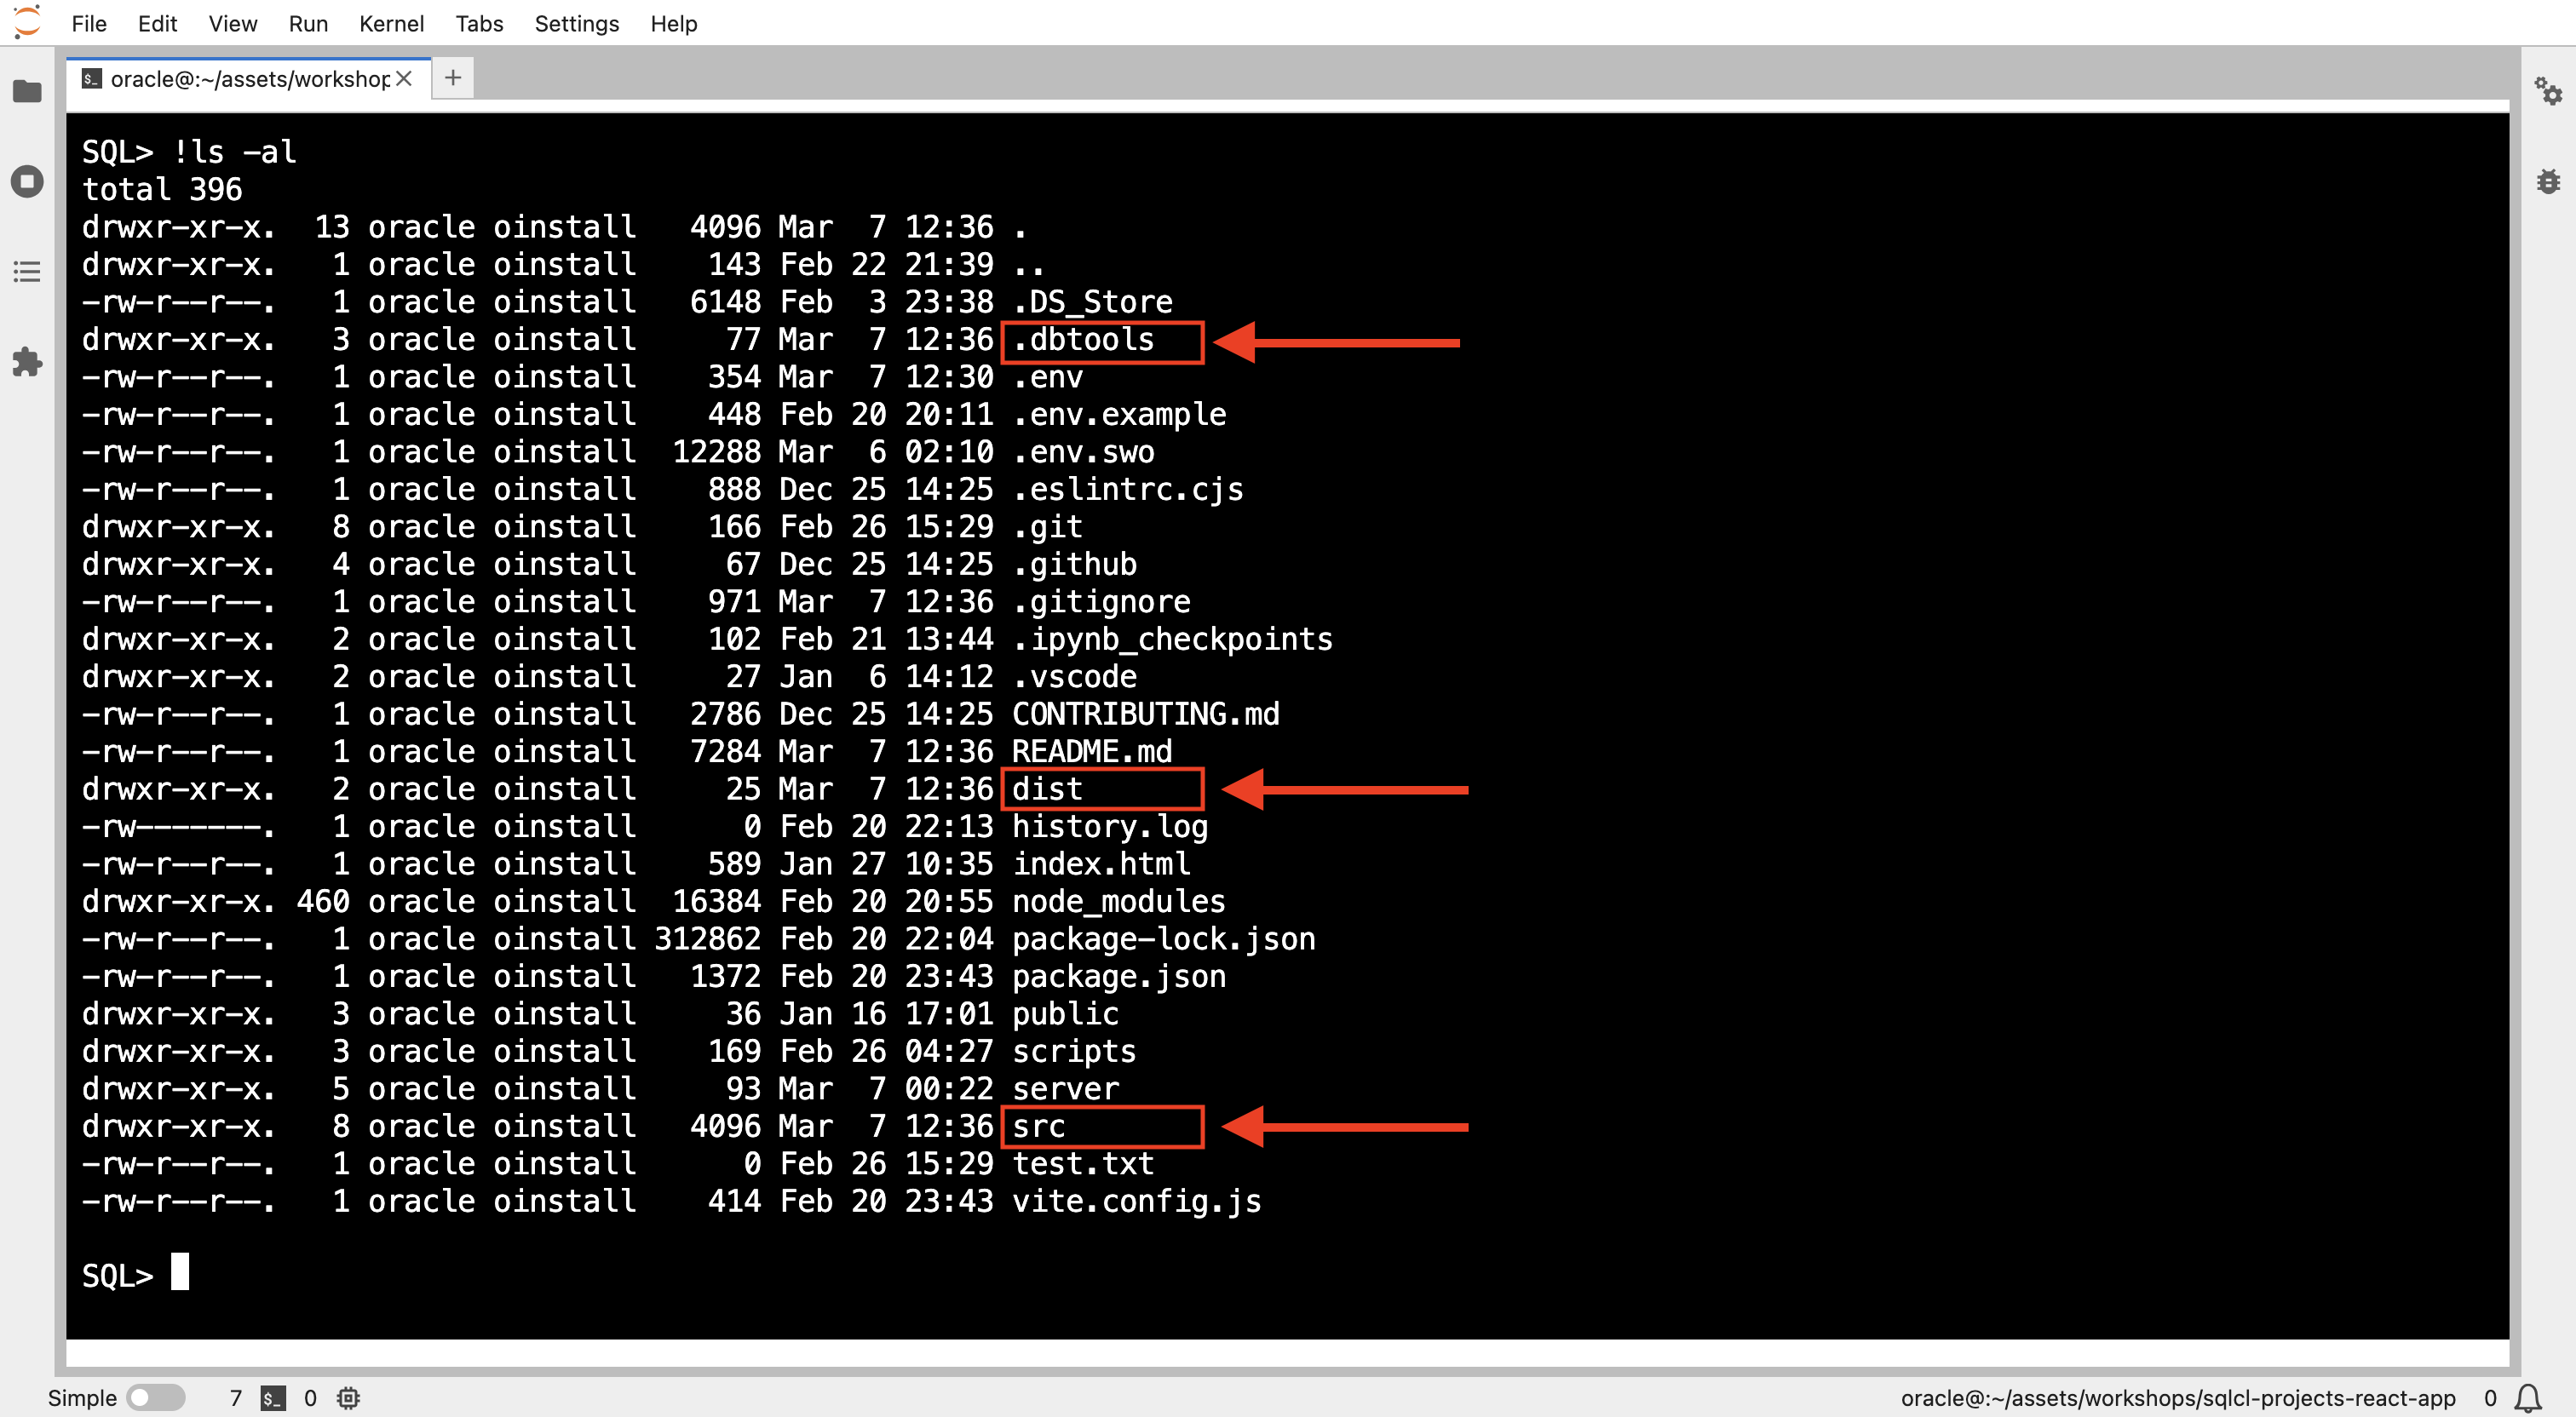 File Edit View Run Kernel Tabs Settings Help
oracle@:~/assets/workshop
SQL> !ls -al
total 396
drwxr-xr-x.  13 oracle oinstall   4096 Mar  7 12:36 .
drwxr-xr-x.   1 oracle oinstall    143 Feb 22 21:39 ..
-rw-r--r--.   1 oracle oinstall   6148 Feb  3 23:38 .DS_Store
drwxr-xr-x.   3 oracle oinstall     77 Mar  7 12:36 .dbtools
-rw-r--r--.   1 oracle oinstall    354 Mar  7 12:30 .env
-rw-r--r--.   1 oracle oinstall    448 Feb 20 20:11 .env.example
-rw-r--r--.   1 oracle oinstall  12288 Mar  6 02:10 .env.swo
-rw-r--r--.   1 oracle oinstall    888 Dec 25 14:25 .eslintrc.cjs
drwxr-xr-x.   8 oracle oinstall    166 Feb 26 15:29 .git
drwxr-xr-x.   4 oracle oinstall     67 Dec 25 14:25 .github
-rw-r--r--.   1 oracle oinstall    971 Mar  7 12:36 .gitignore
drwxr-xr-x.   2 oracle oinstall    102 Feb 21 13:44 .ipynb_checkpoints
drwxr-xr-x.   2 oracle oinstall     27 Jan  6 14:12 .vscode
-rw-r--r--.   1 oracle oinstall   2786 Dec 25 14:25 CONTRIBUTING.md
-rw-r--r--.   1 oracle oinstall   7284 Mar  7 12:36 README.md
drwxr-xr-x.   2 oracle oinstall     25 Mar  7 12:36 dist
-rw-------.   1 oracle oinstall      0 Feb 20 22:13 history.log
-rw-r--r--.   1 oracle oinstall    589 Jan 27 10:35 index.html
drwxr-xr-x. 460 oracle oinstall  16384 Feb 20 20:55 node_modules
-rw-r--r--.   1 oracle oinstall 312862 Feb 20 22:04 package-lock.json
-rw-r--r--.   1 oracle oinstall   1372 Feb 20 23:43 package.json
drwxr-xr-x.   3 oracle oinstall     36 Jan 16 17:01 public
drwxr-xr-x.   3 oracle oinstall    169 Feb 26 04:27 scripts
drwxr-xr-x.   5 oracle oinstall     93 Mar  7 00:22 server
drwxr-xr-x.   8 oracle oinstall   4096 Mar  7 12:36 src
-rw-r--r--.   1 oracle oinstall      0 Feb 26 15:29 test.txt
-rw-r--r--.   1 oracle oinstall    414 Feb 20 23:43 vite.config.js
SQL>
Simple 7 $_ 0 oracle@:~/assets/workshops/sqlcl-projects-react-app 0